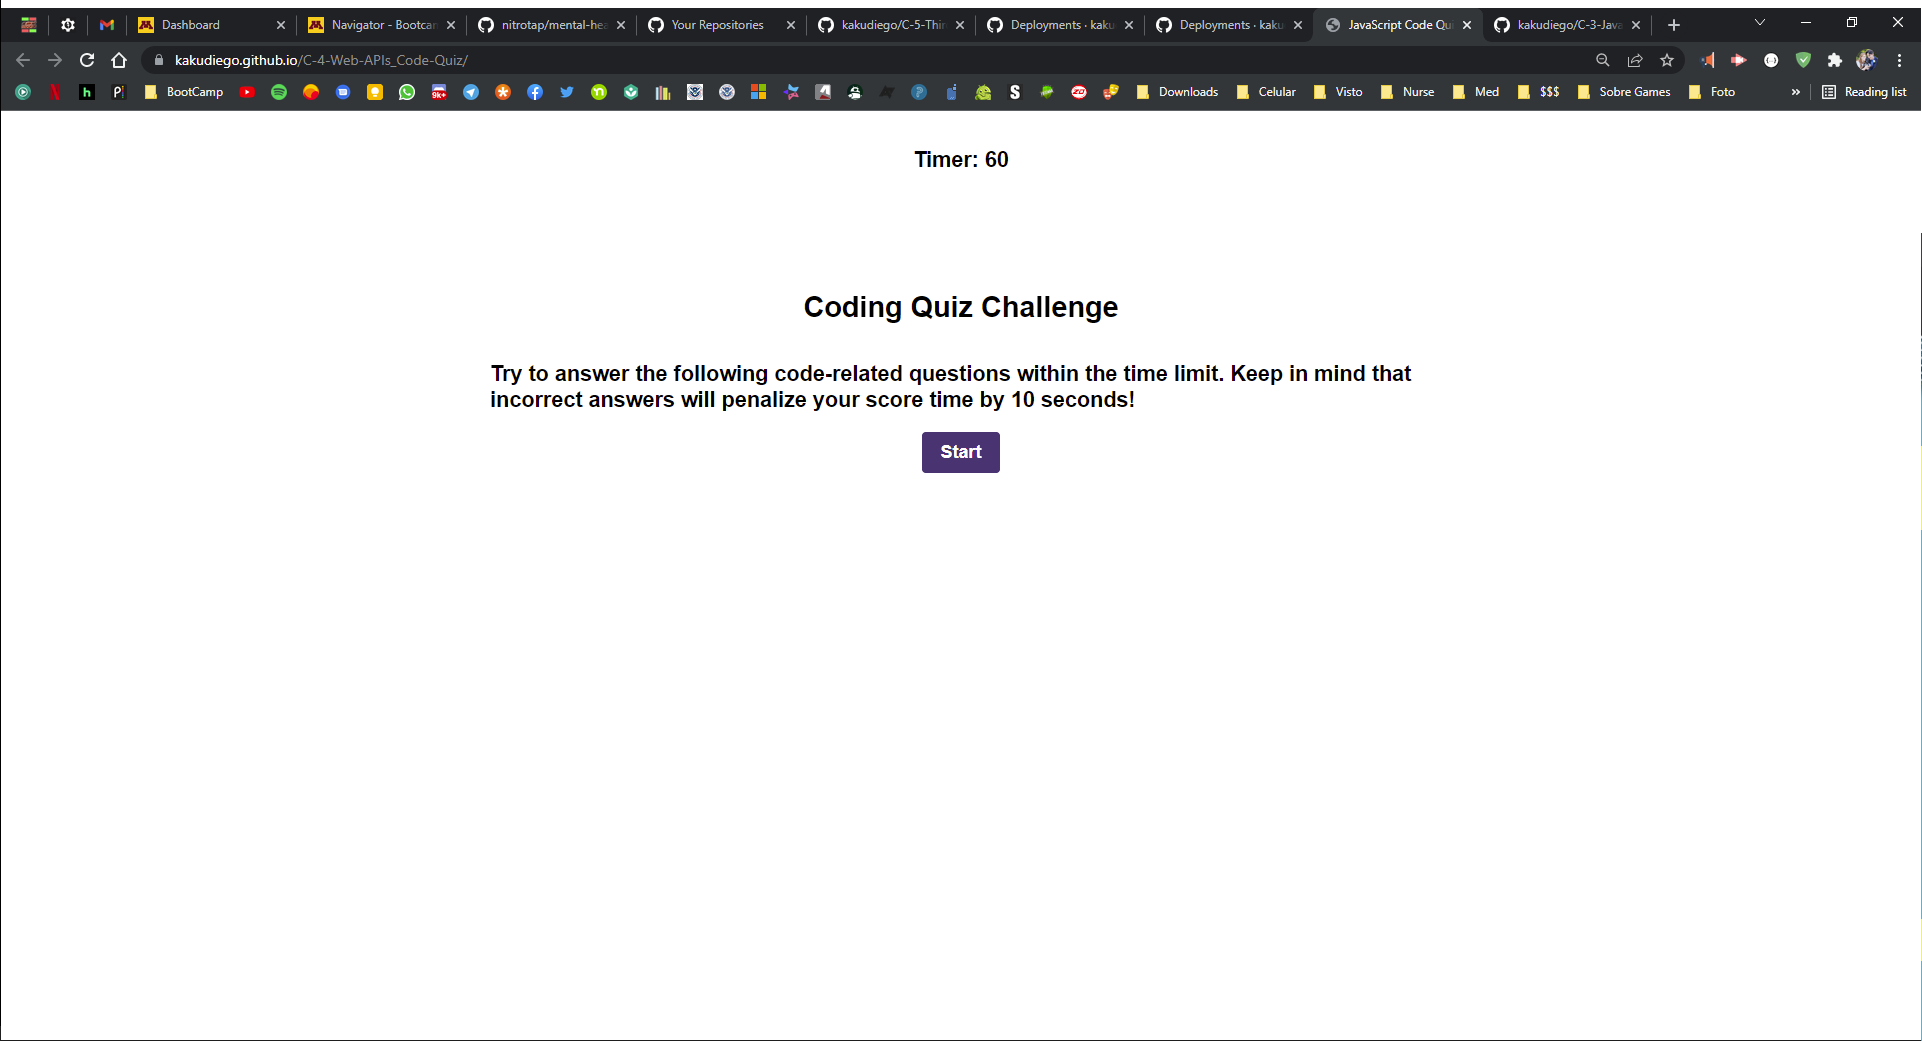 Dashboard
Navigator - Bootcan
nitrotap/mental-hea
Your Repositories
kakudiego/C-5-Thir
Deployments · kaku
Deployments · kaku
JavaScript Code Qui
kakudiego/C-3-Java
kakudiego.github.io/C-4-Web-APIs_Code-Quiz/
BootCamp
Downloads
Celular
Visto
Nurse
Med
$$$
Sobre Games
Foto
»
Reading list
Timer: 60
Coding Quiz Challenge
Try to answer the following code-related questions within the time limit. Keep in mind that
incorrect answers will penalize your score time by 10 seconds!
Start